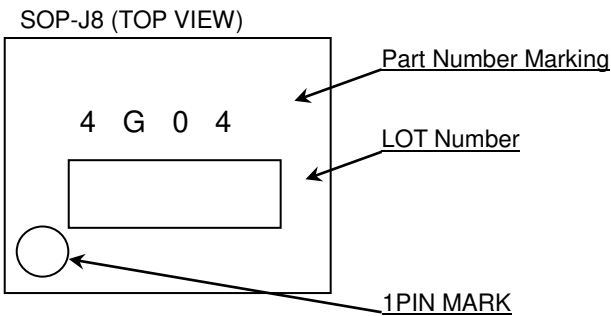 SOP-J8 (TOP VIEW)
Part Number Marking
4 G 0 4
LOT Number
1PIN MARK